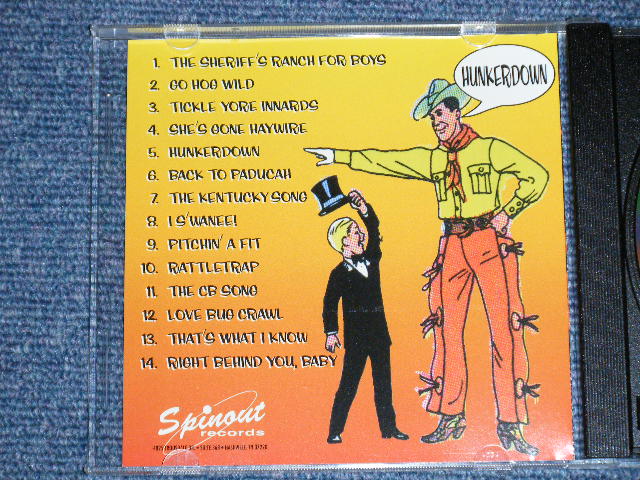 1. THE SHERIFF'S RANCH FOR BOYS
2. GO HOG WILD
3. TICKLE YORE INNARDS
4. SHE'S GONE HAYWIRE
5. HUNKERDOWN
6. BACK TO PADUCAH
7. THE KENTUCKY SONG
8. I S'WANEE!
9. PITCHIN' A FIT
10. RATTLETRAP
11. THE CB SONG
12. LOVE BUG CRAWL
13. THAT'S WHAT I KNOW
14. RIGHT BEHIND YOU, BABY
HUNKERDOWN
Spinout
records
NASHVILLE, TN